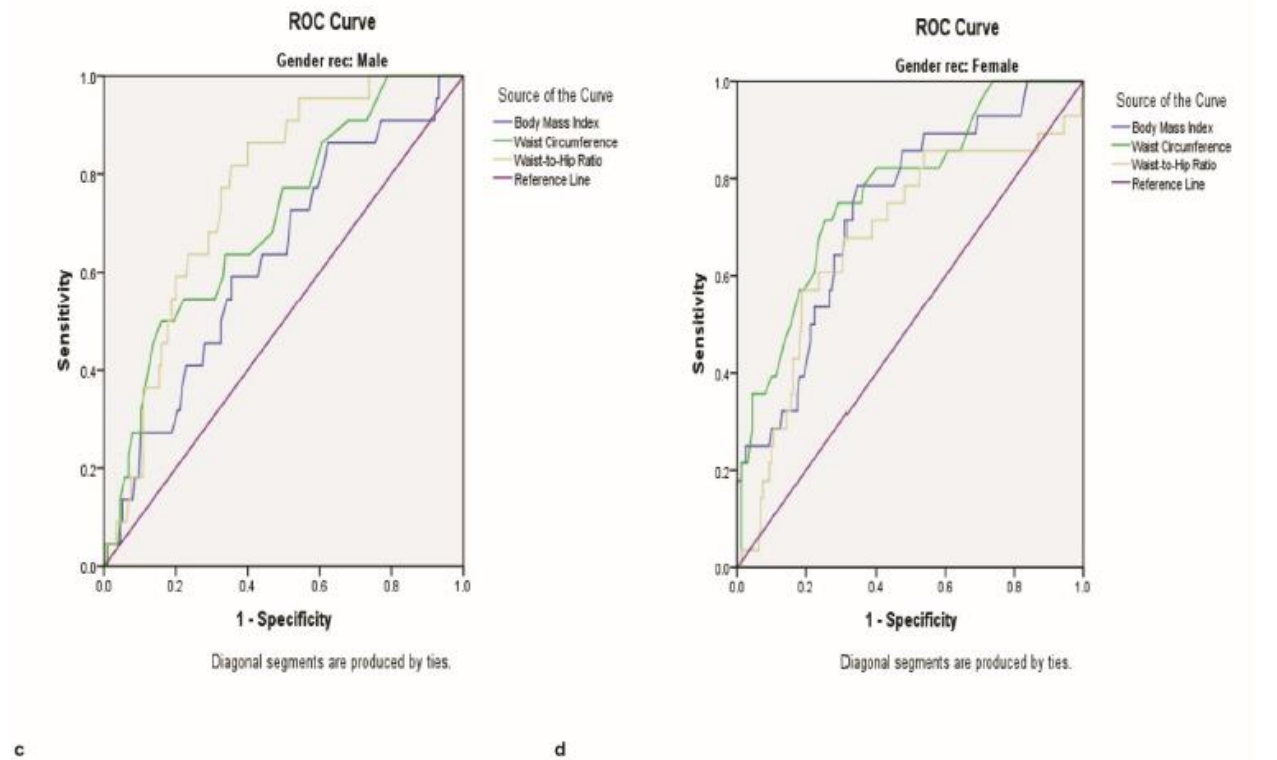 ROC Curve
Gender rec: Male
Source of the Curve
Body Mass Index
Waist Circumference
Waist-to-Hip Ratio
Reference Line
Sensitivity
1.0
0.8
0.6
0.4
0.2
0.0
0.0 0.2 0.4 0.6 0.8 1.0
1 - Specificity
Diagonal segments are produced by ties.
c
ROC Curve
Gender rec: Female
Source of the Curve
Body Mass Index
Waist Circumference
Waist-to-Hip Ratio
Reference Line
Sensitivity
1.0
0.8
0.6
0.4
0.2
0.0
0.0 0.2 0.4 0.6 0.8 1.0
1 - Specificity
Diagonal segments are produced by ties.
d